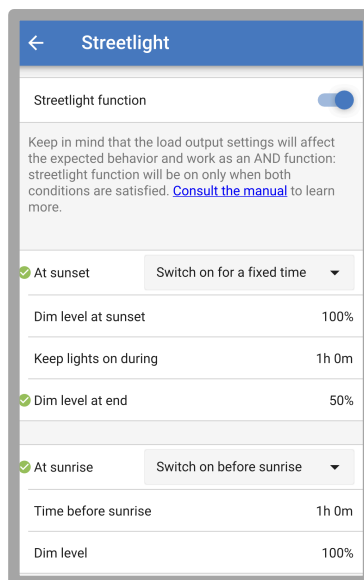 Streetlight
Streetlight function
Keep in mind that the load output settings will affect
the expected behavior and work as an AND function:
streetlight function will be on only when both
conditions are satisfied. Consult the manual to learn
more.
At sunset Switch on for a fixed time
Dim level at sunset 100%
Keep lights on during 1h 0m
Dim level at end 50%
At sunrise Switch on before sunrise
Time before sunrise 1h 0m
Dim level 100%